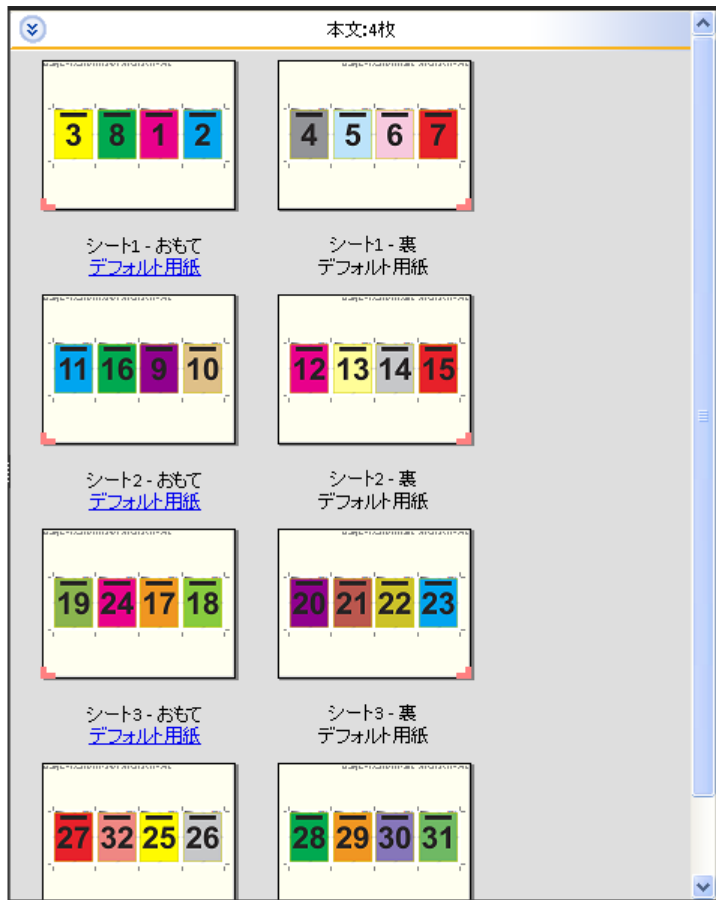 本文:4枚
3 8 1 2
4 5 6 7
シート1 - おもて
デフォルト用紙
シート1 - 裏
デフォルト用紙
11 16 9 10
12 13 14 15
シート2 - おもて
デフォルト用紙
シート2 - 裏
デフォルト用紙
19 24 17 18
20 21 22 23
シート3 - おもて
デフォルト用紙
シート3 - 裏
デフォルト用紙
27 32 25 26
28 29 30 31